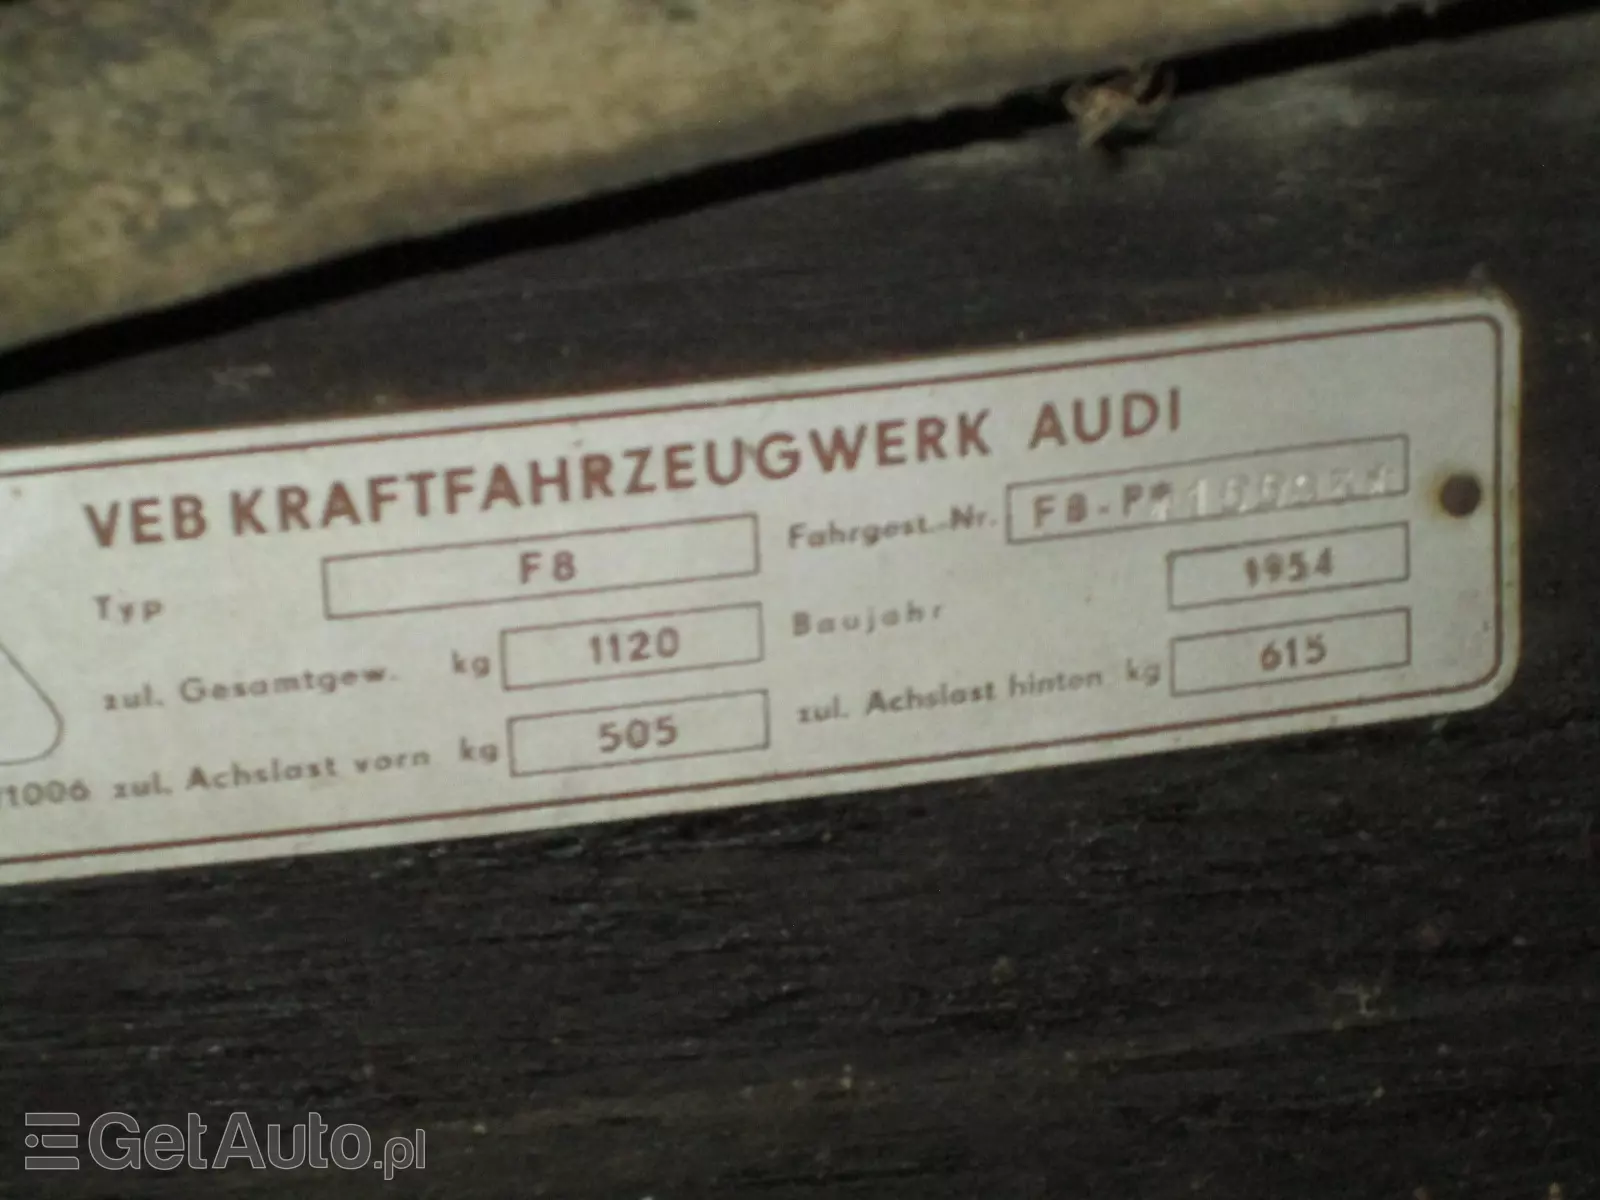 VEB KRAFTFAHRZEUGWERK AUDI
Typ F8 Fahrgest.-Nr. F8-P
zul. Gesamtgew. kg 1120 Baujahr 1954
1006 zul. Achslast vorn kg 505 zul. Achslast hinten kg 615
GetAuto.pl